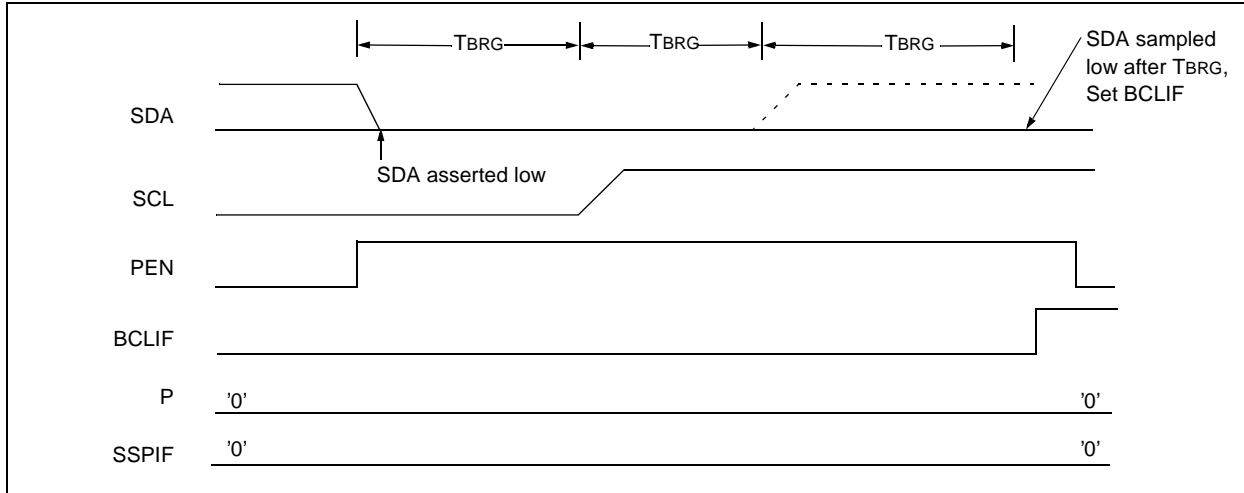 TBRG TBRG TBRG
SDA sampled
low after TBRG,
Set BCLIF
SDA
SDA asserted low
SCL
PEN
BCLIF
P '0' '0'
SSPIF '0' '0'